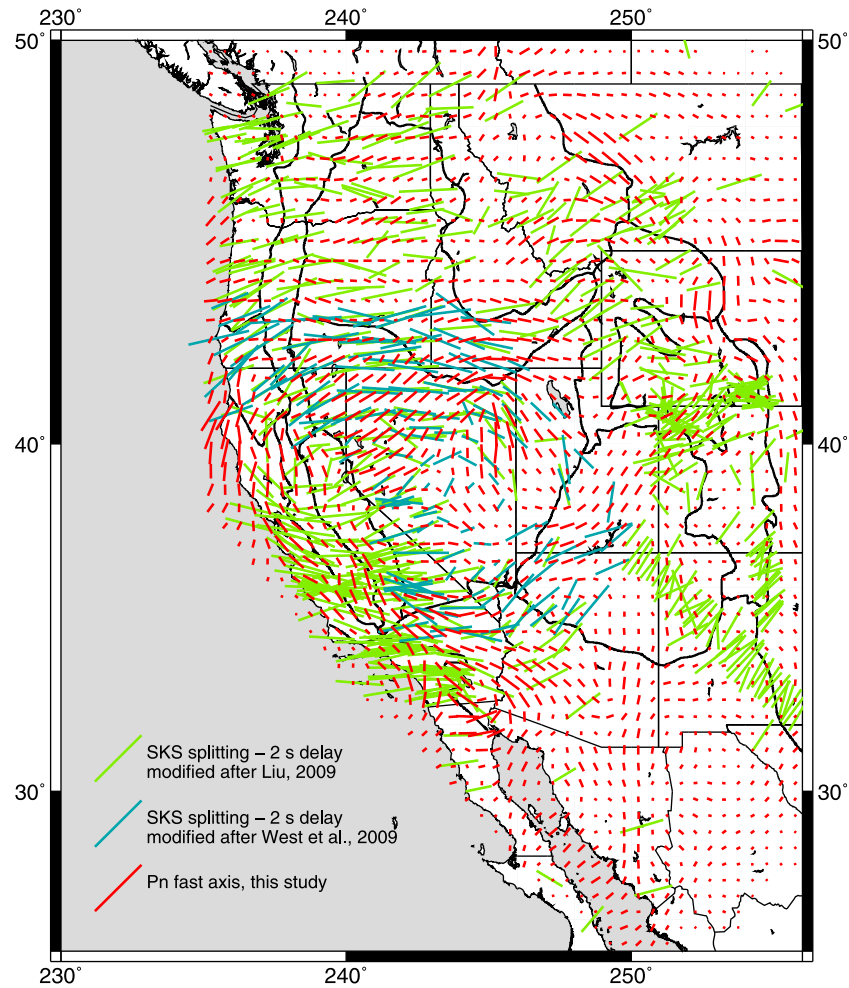 230˚ 240˚ 250˚
50˚ 50˚
40˚ 40˚
30˚ 30˚
SKS splitting – 2 s delay
modified after Liu, 2009
SKS splitting – 2 s delay
modified after West et al., 2009
Pn fast axis, this study
230˚ 240˚ 250˚